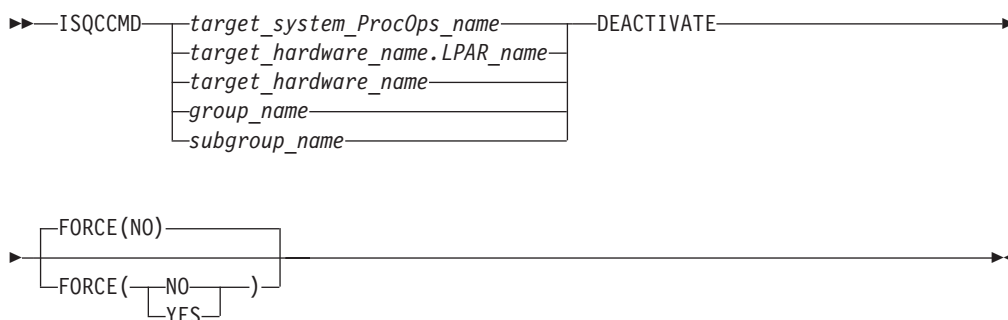 ISQCCMD target_system_ProcOps_name DEACTIVATE
target_hardware_name.LPAR_name
target_hardware_name
group_name
subgroup_name
FORCE(NO)
FORCE( NO )
YES